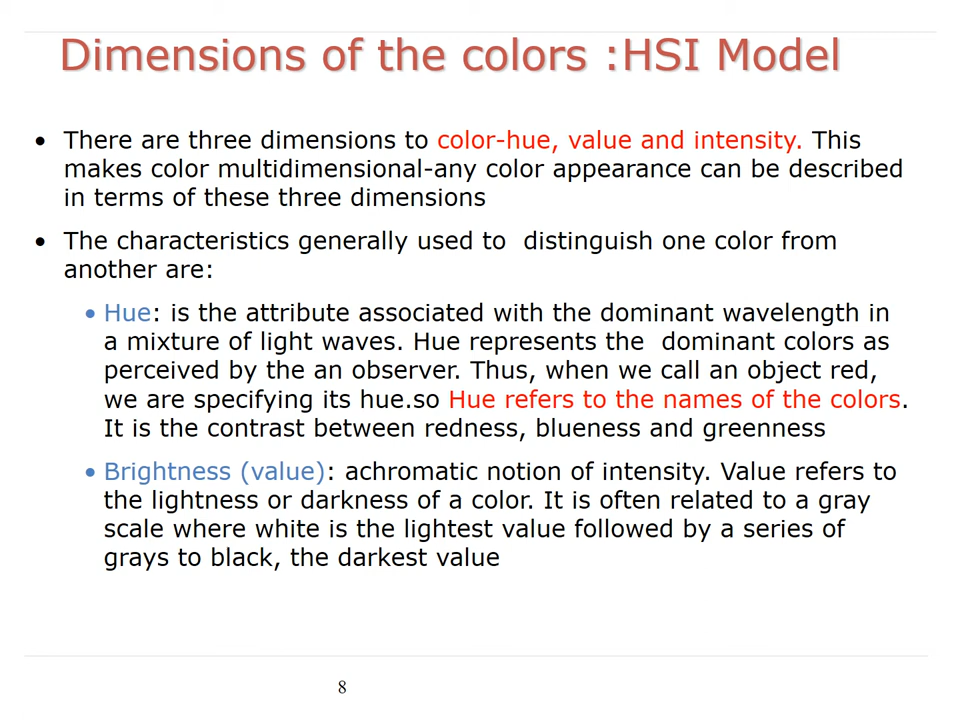 Dimensions of the colors :HSI Model
• There are three dimensions to color-hue, value and intensity. This
makes color multidimensional-any color appearance can be described
in terms of these three dimensions
• The characteristics generally used to  distinguish one color from
another are:
• Hue: is the attribute associated with the dominant wavelength in
a mixture of light waves. Hue represents the  dominant colors as
perceived by the an observer. Thus, when we call an object red,
we are specifying its hue.so Hue refers to the names of the colors.
It is the contrast between redness, blueness and greenness
• Brightness (value): achromatic notion of intensity. Value refers to
the lightness or darkness of a color. It is often related to a gray
scale where white is the lightest value followed by a series of
grays to black, the darkest value
8